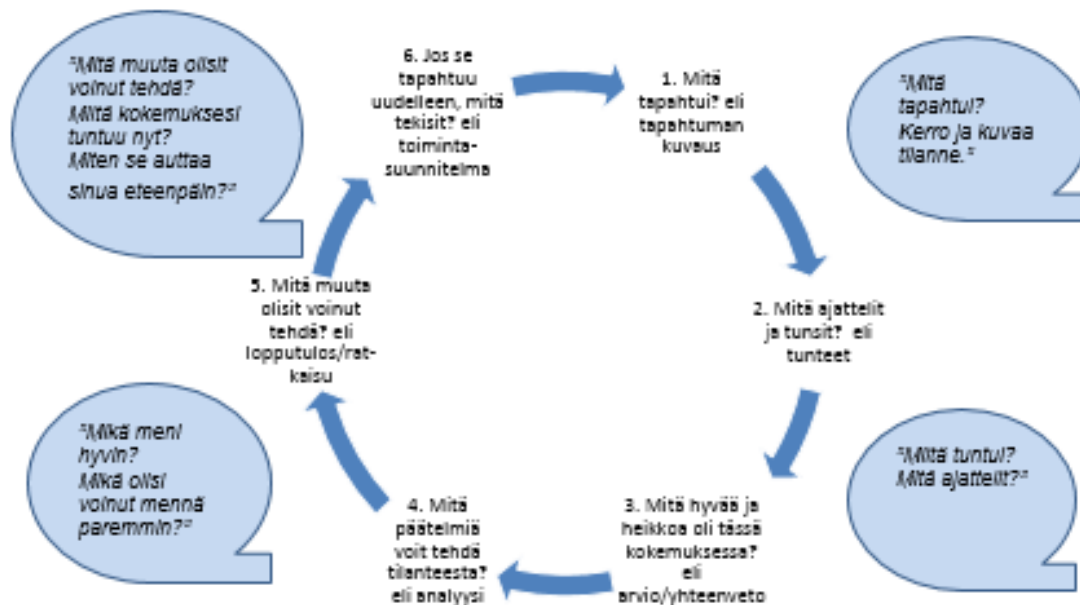 "Mitä muuta olisit
voinut tehdä?
Miltä kokemuksesi
tuntuu nyt?
Miten se auttaa
sinua eteenpäin?"
6. Jos se
tapahtuu
uudelleen, mitä
tekisit? eli
toiminta-
suunnitelma
1. Mitä
tapahtui? eli
tapahtuman
kuvaus
"Mitä
tapahtui?
Kerro ja kuvaa
tilanne."
5. Mitä muuta
olisit voinut
tehdä? eli
lopputulos/rat-
kaisu
2. Mitä ajattelit
ja tunsit? eli
tunteet
"Mikä meni
hyvin?
Mikä olisi
voinut mennä
paremmin?"
4. Mitä
päätelmiä
voit tehdä
tilanteesta?
eli analyysi
3. Mitä hyvää ja
heikkoa oli tässä
kokemuksessa?
eli
arvio/yhteenveto
"Miltä tuntui?
Mitä ajattelit?"